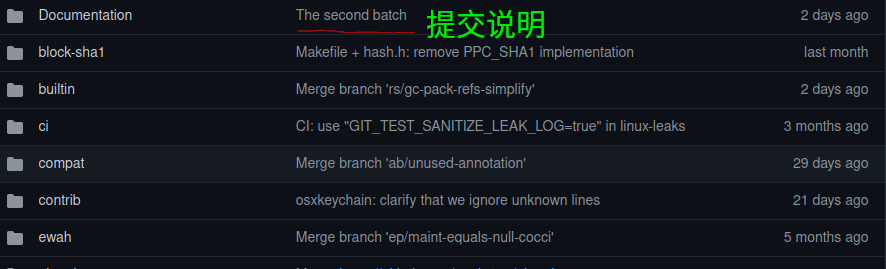 Documentation The second batch 提交说明 2 days ago
block-sha1 Makefile + hash.h: remove PPC_SHA1 implementation last month
builtin Merge branch 'rs/gc-pack-refs-simplify' 2 days ago
ci CI: use "GIT_TEST_SANITIZE_LEAK_LOG=true" in linux-leaks 3 months ago
compat Merge branch 'ab/unused-annotation' 29 days ago
contrib osxkeychain: clarify that we ignore unknown lines 21 days ago
ewah Merge branch 'ep/maint-equals-null-cocci' 5 months ago